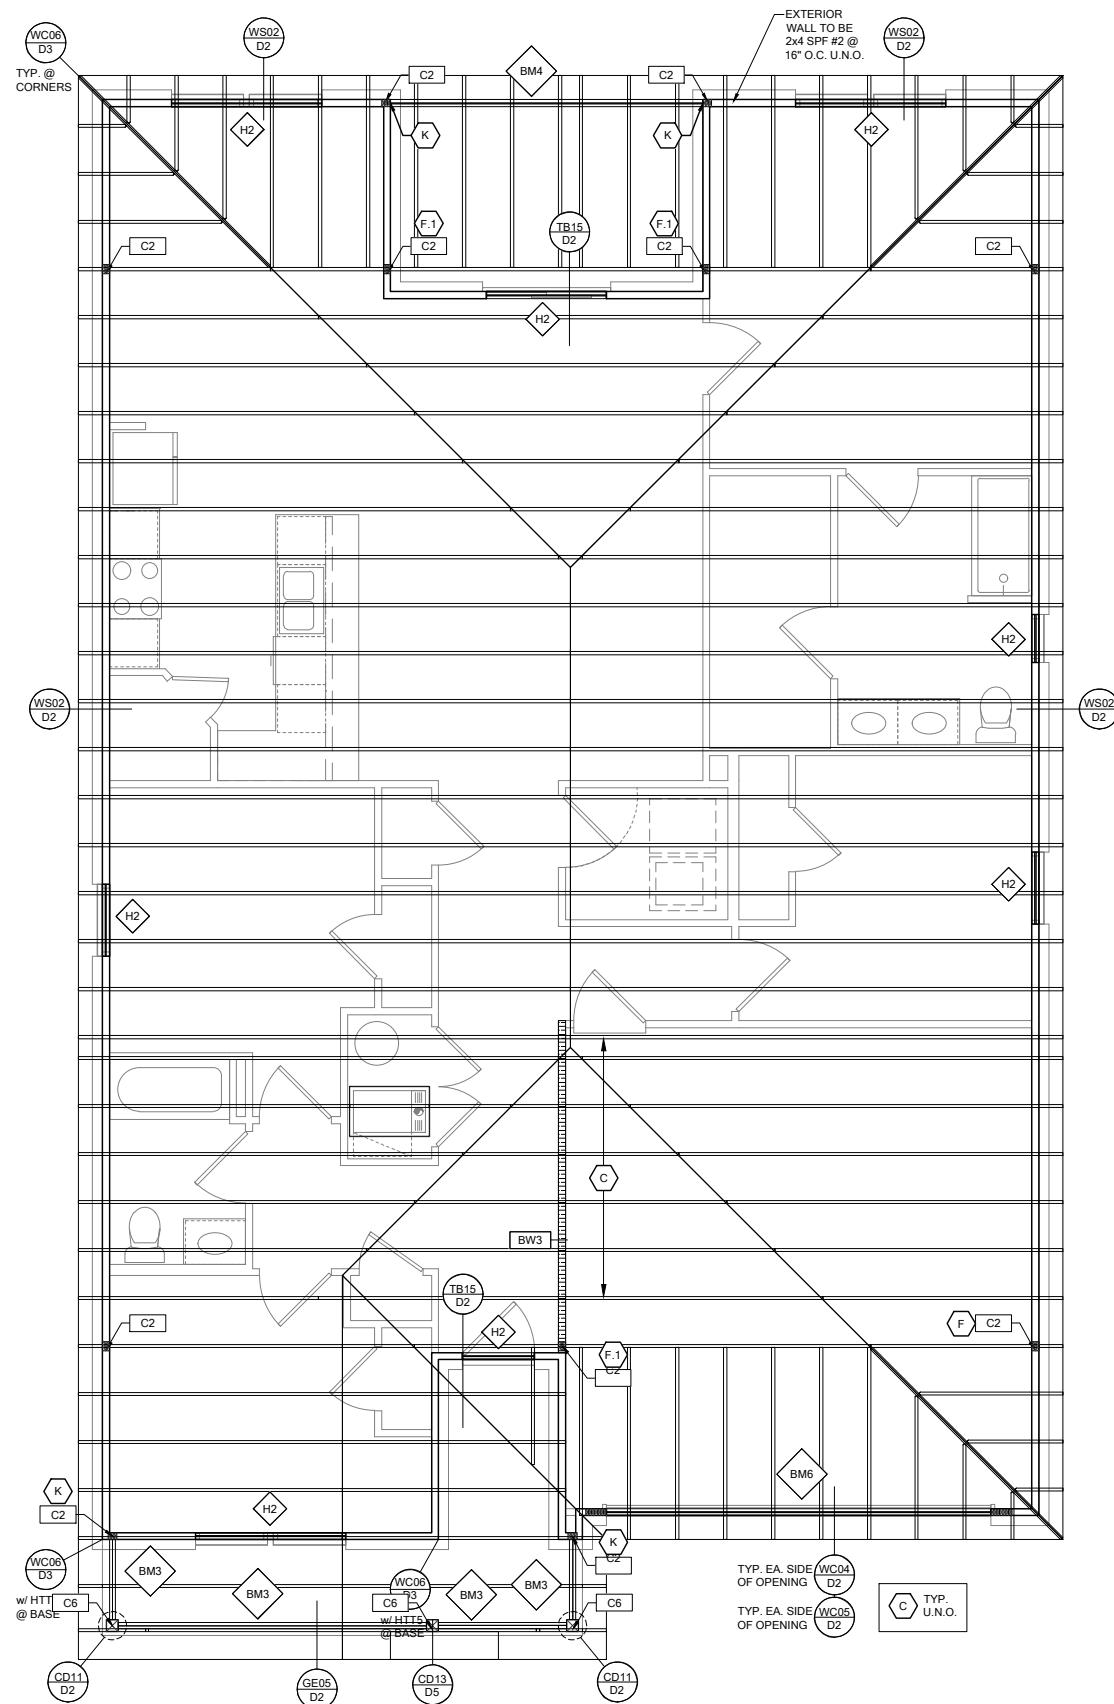 WC06
D3
TYP. @
CORNERS
WS02
D2
C2
BM4
C2
EXTERIOR
WALL TO BE
2x4 SPF #2 @
16" O.C. U.N.O.
WS02
D2
H2
K
K
H2
F.1
TB15
D2
F.1
C2
C2
C2
C2
H2
H2
WS02
D2
WS02
D2
H2
H2
C
BW3
TB15
D2
C2
H2
F
C2
F.1
C2
BM6
K
C2
H2
K
C2
WC06
D3
BM3
BM3
WC06
D3
BM3
BM3
w/ HTT
@ BASE
C6
C6
w/ HTT5
@ BASE
C6
TYP. EA. SIDE
OF OPENING
WC04
D2
TYP. EA. SIDE
OF OPENING
WC05
D2
C
TYP.
U.N.O.
CD11
D2
GE05
D2
CD13
D5
CD11
D2